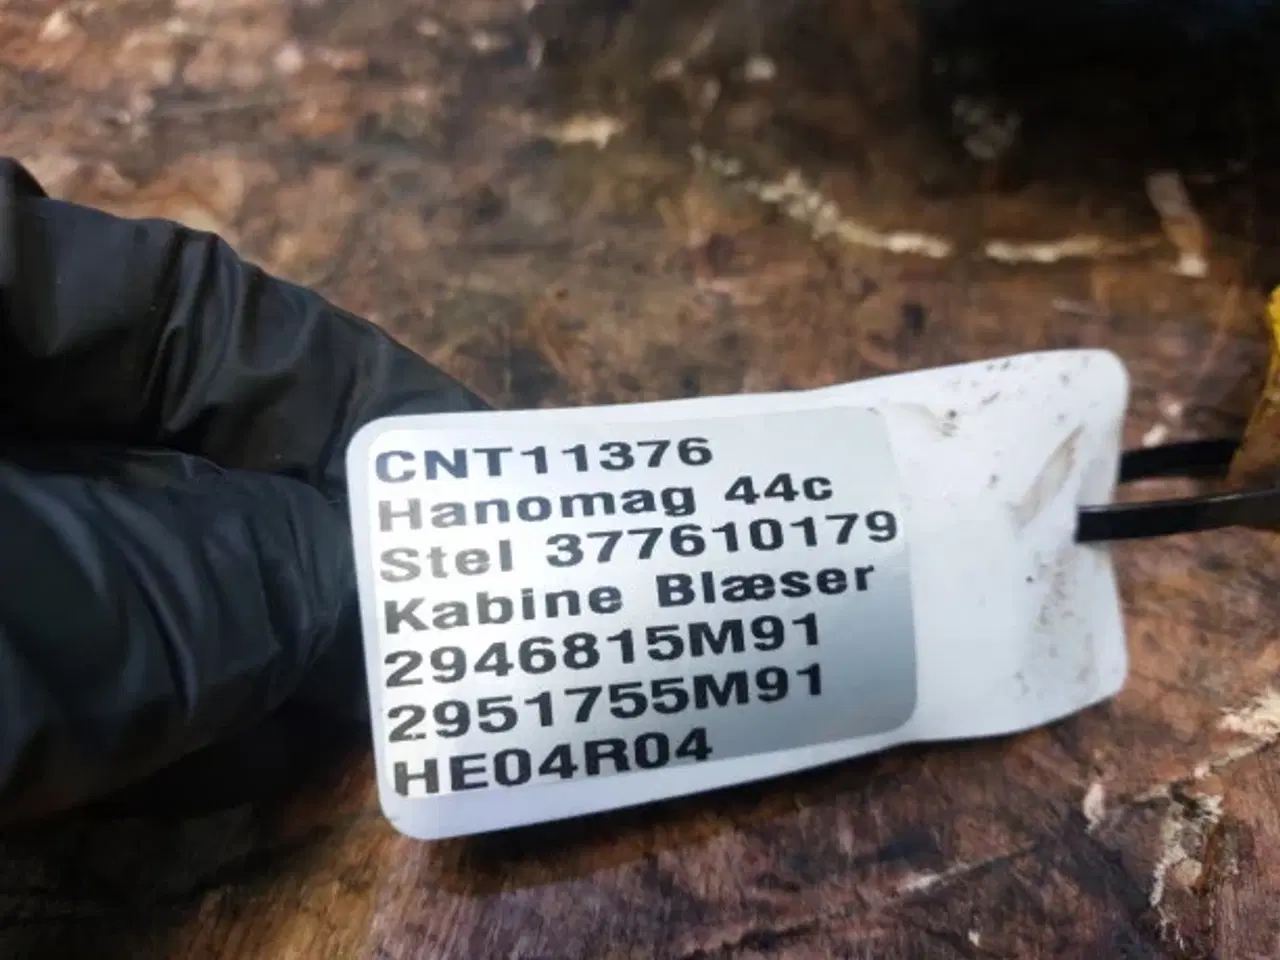 CNT11376
Hanomag 44c
Stel 377610179
Kabine Blæser
2946815M91
2951755M91
HE04R04